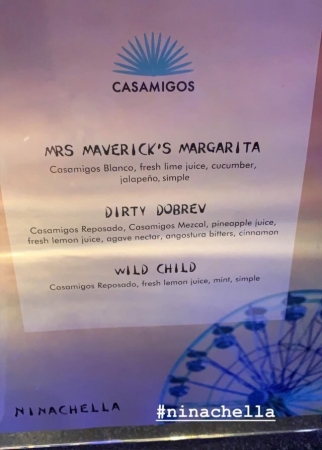 CASAMIGOS
MRS MAVERICK'S MARGARITA
Casamigos Blanco, fresh lime juice, cucumber,
jalapeño, simple
DIRTY DOBREV
Casamigos Reposado, Casamigos Mezcal, pineapple juice,
fresh lemon juice, agave nectar, angostura bitters, cinnamon
WILD CHILD
Casamigos Reposado, fresh lemon juice, mint, simple
NINACHELLA
#ninachella